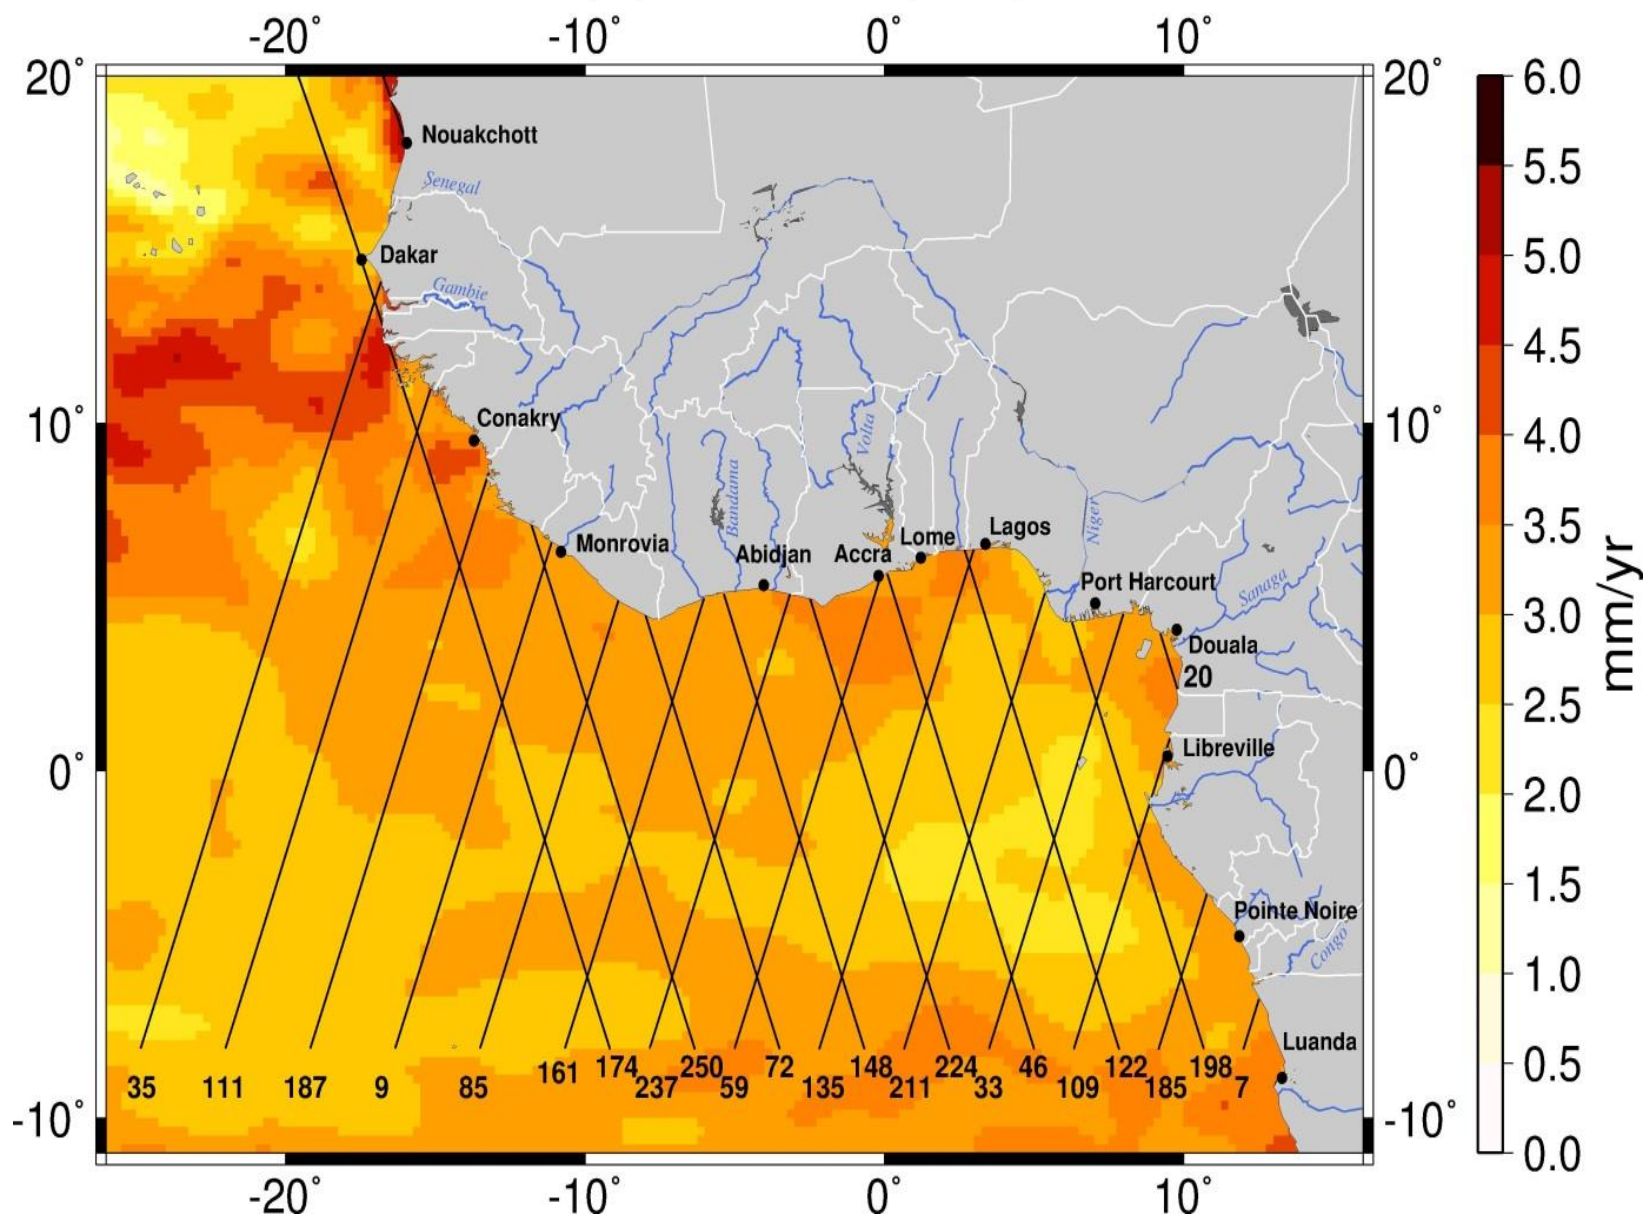 -20° -10° 0° 10°
20° 20° 6.0
Nouakchott
5.5
Senegal
Dakar 5.0
Gambie
4.5
Conakry 10° 10° 4.0
Volta
Bandama
Niger
3.5
Monrovia Abidjan Accra Lome Lagos
Port Harcourt
Sanaga
3.0
Douala
20
mm/yr
2.5
Libreville
0° 0° 2.0
1.5
Pointe Noire
Congo
1.0
Luanda
0.5
35 111 187 9 85 161 174 237 250 59 72 135 148 211 224 33 46 109 122 185 198 7
-10° -10°
0.0
-20° -10° 0° 10°